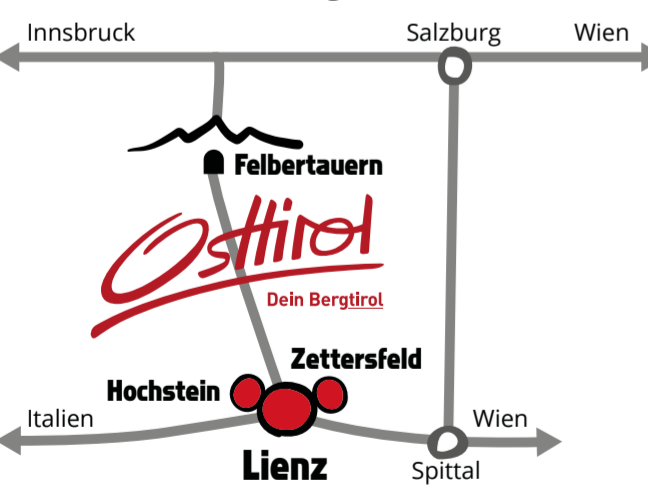 Innsbruck
Salzburg
Wien
Felbertauern
Osttirol
Dein Bergtirol
Zettersfeld
Hochstein
Italien
Wien
Lienz
Spittal